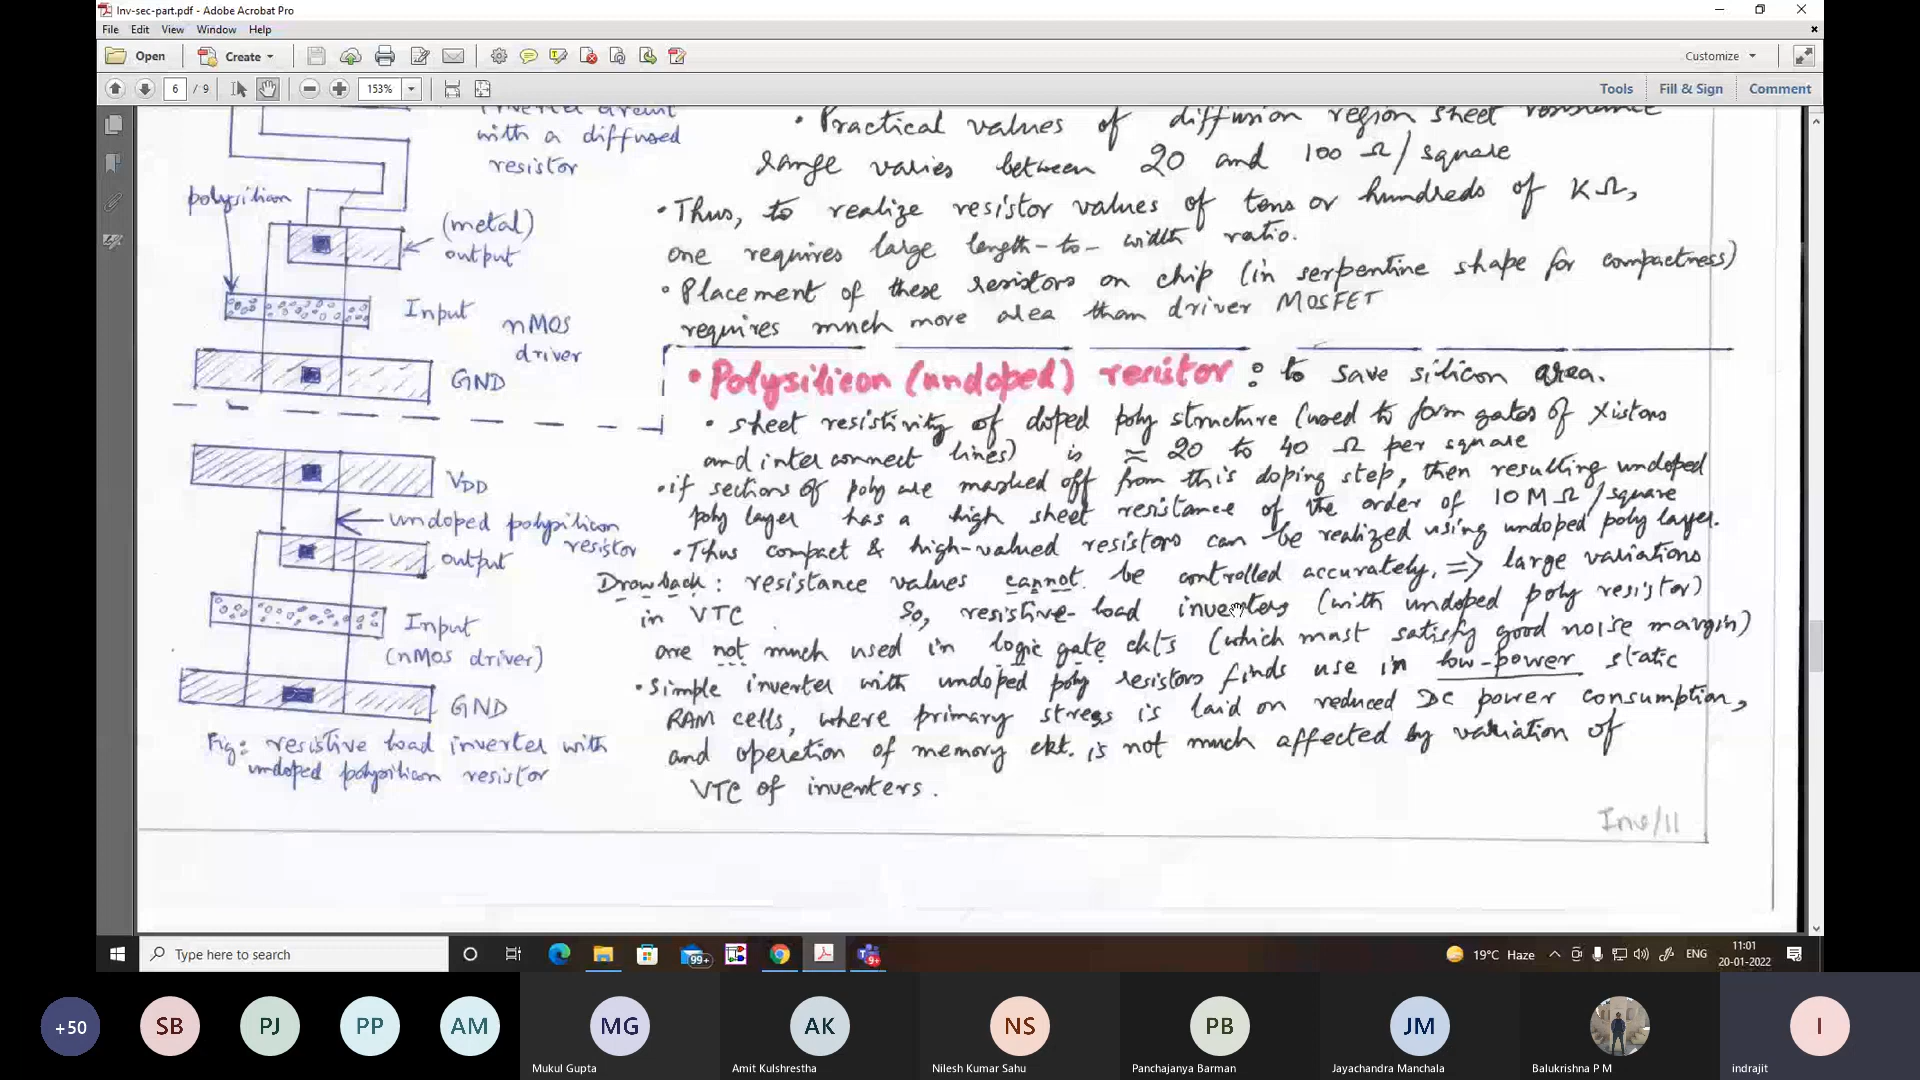 Inv-sec-part.pdf - Adobe Acrobat Pro
File Edit View Window Help
Open Create Customize
6 / 9 153% Tools Fill & Sign Comment
with a diffused
resistor
polysilicon
(metal)
output
Input
nMOS
driver
GND
VDD
undoped polysilicon
resistor
output
Input
(nMOS driver)
GND
Fig: resistive load inverter with
undoped polysilicon resistor
• Practical values of diffusion region sheet resistance
range varies between 20 and 100 Ω/square
• Thus, to realize resistor values of tens or hundreds of KΩ,
one requires large length-to-width ratio.
• Placement of these resistors on chip (in serpentine shape for compactness)
requires much more area than driver MOSFET
• Polysilicon (undoped) resistor : to save silicon area.
• sheet resistivity of doped poly structure (used to form gates of Xistors
and interconnect lines) is ≈ 20 to 40 Ω per square
• if sections of poly are masked off from this doping step, then resulting undoped
poly layer has a high sheet resistance of the order of 10 MΩ/square
• Thus compact & high-valued resistors can be realized using undoped poly layer.
Drawback: resistance values cannot be controlled accurately, => large variations
in VTC. So, resistive-load inverters (with undoped poly resistor)
are not much used in logic gate ckts (which must satisfy good noise margin)
• Simple inverter with undoped poly resistors finds use in low-power static
RAM cells, where primary stress is laid on reduced DC power consumption,
and operation of memory ckt. is not much affected by variation of
VTC of inverters.
Inv/11
Type here to search
99+
9+
19°C Haze
ENG
11:01
20-01-2022
+50 SB PJ PP AM MG AK NS PB JM I
Mukul Gupta Amit Kulshrestha Nilesh Kumar Sahu Panchajanya Barman Jayachandra Manchala Balukrishna P M indrajit